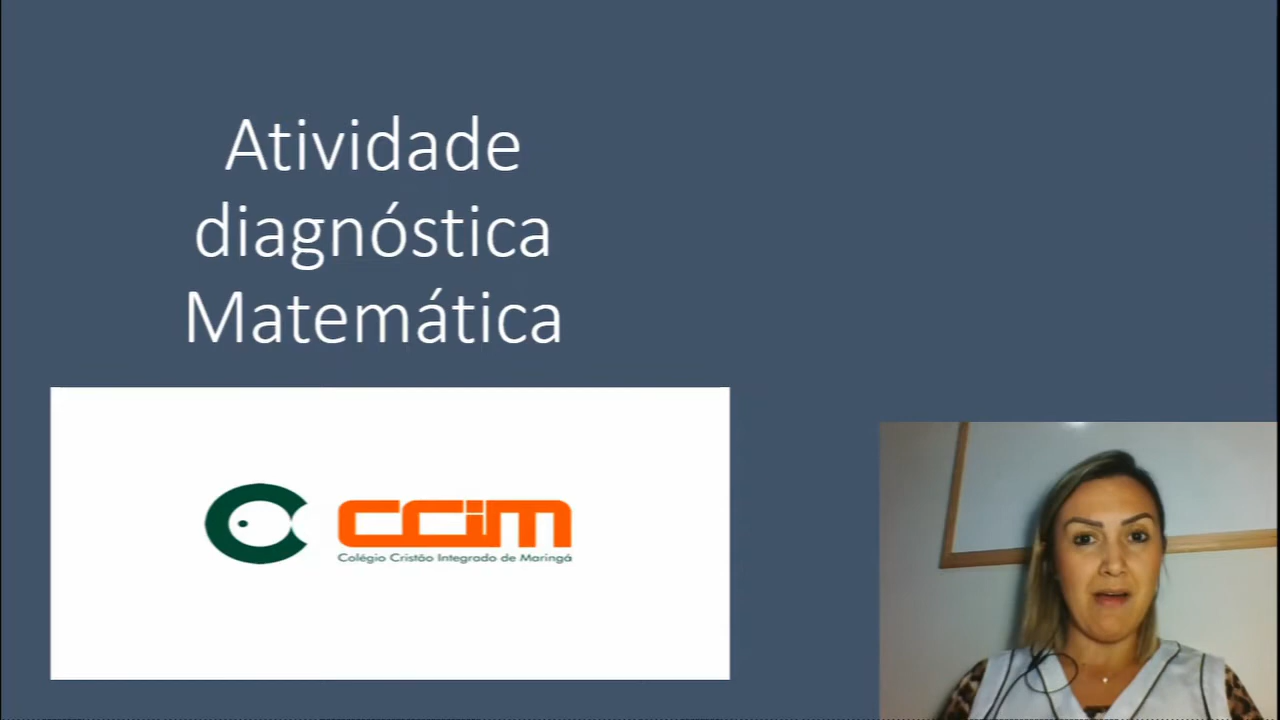 Atividade
diagnóstica
Matemática
CCiM
Colégio Cristão Integrado de Maringá